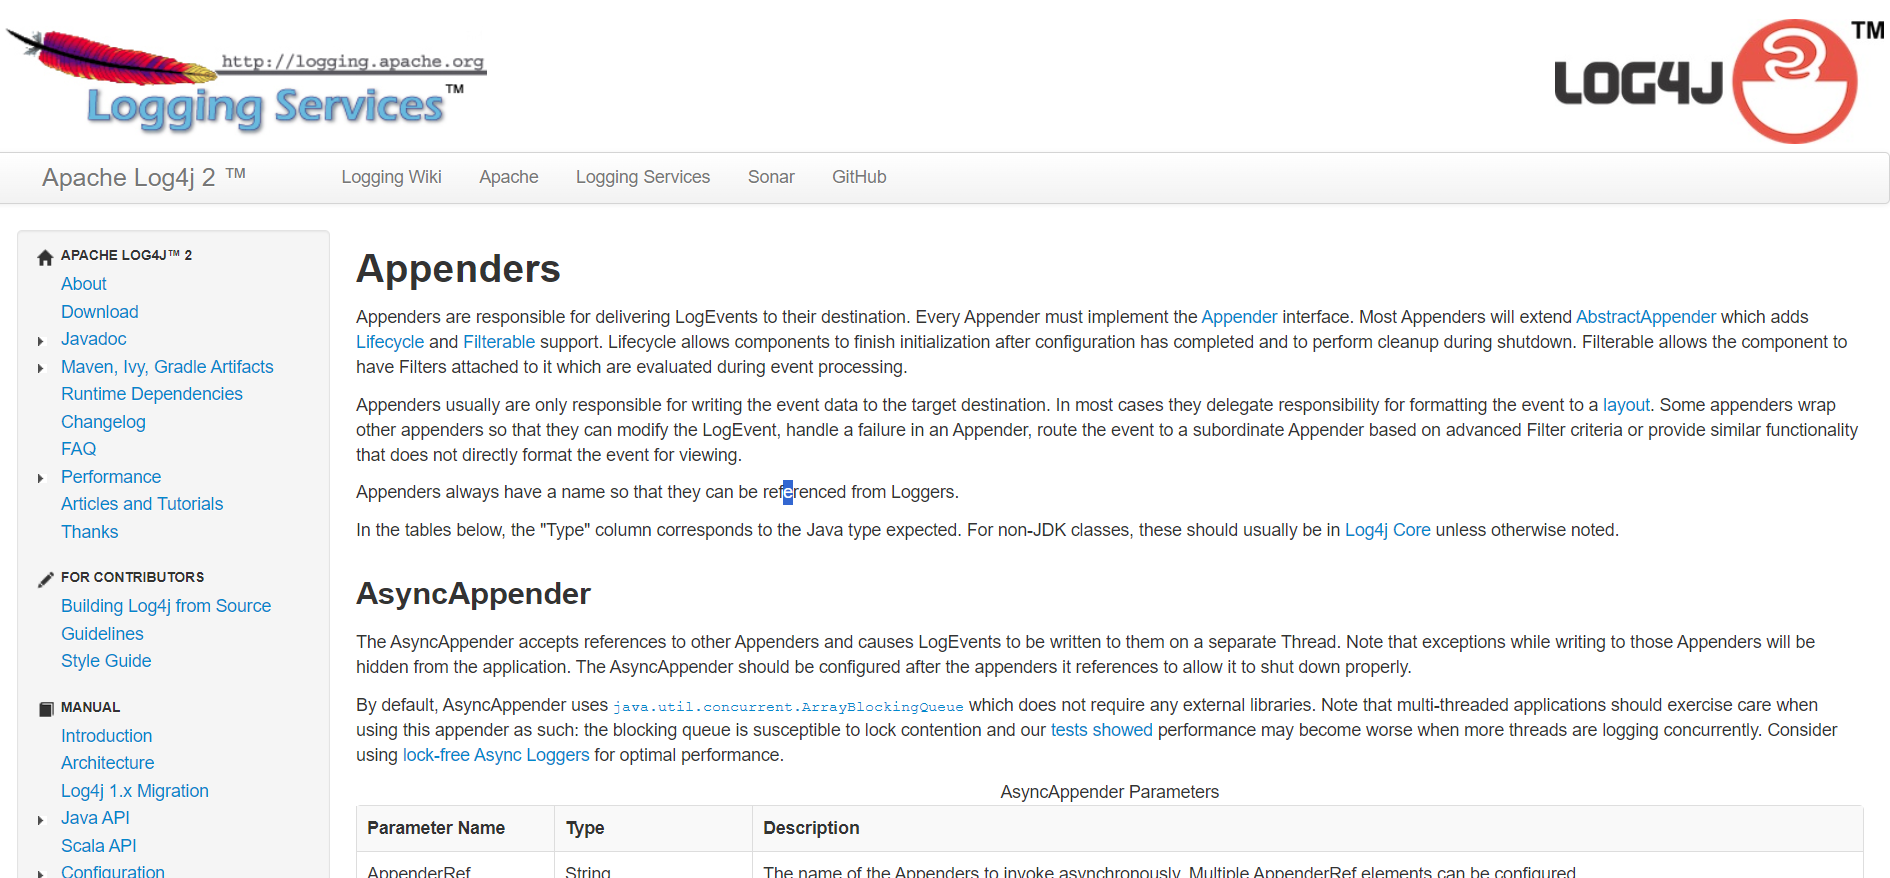 http://logging.apache.org
Logging Services™
LOG4J ™
Apache Log4j 2 ™
Logging Wiki
Apache
Logging Services
Sonar
GitHub
APACHE LOG4J™ 2
About
Download
Javadoc
Maven, Ivy, Gradle Artifacts
Runtime Dependencies
Changelog
FAQ
Performance
Articles and Tutorials
Thanks
FOR CONTRIBUTORS
Building Log4j from Source
Guidelines
Style Guide
MANUAL
Introduction
Architecture
Log4j 1.x Migration
Java API
Scala API
Configuration
Appenders
Appenders are responsible for delivering LogEvents to their destination. Every Appender must implement the Appender interface. Most Appenders will extend AbstractAppender which adds
Lifecycle and Filterable support. Lifecycle allows components to finish initialization after configuration has completed and to perform cleanup during shutdown. Filterable allows the component to
have Filters attached to it which are evaluated during event processing.
Appenders usually are only responsible for writing the event data to the target destination. In most cases they delegate responsibility for formatting the event to a layout. Some appenders wrap
other appenders so that they can modify the LogEvent, handle a failure in an Appender, route the event to a subordinate Appender based on advanced Filter criteria or provide similar functionality
that does not directly format the event for viewing.
Appenders always have a name so that they can be referenced from Loggers.
In the tables below, the "Type" column corresponds to the Java type expected. For non-JDK classes, these should usually be in Log4j Core unless otherwise noted.
AsyncAppender
The AsyncAppender accepts references to other Appenders and causes LogEvents to be written to them on a separate Thread. Note that exceptions while writing to those Appenders will be
hidden from the application. The AsyncAppender should be configured after the appenders it references to allow it to shut down properly.
By default, AsyncAppender uses java.util.concurrent.ArrayBlockingQueue which does not require any external libraries. Note that multi-threaded applications should exercise care when
using this appender as such: the blocking queue is susceptible to lock contention and our tests showed performance may become worse when more threads are logging concurrently. Consider
using lock-free Async Loggers for optimal performance.
AsyncAppender Parameters
Parameter Name Type Description
AppenderRef String The name of the Appenders to invoke asynchronously. Multiple AppenderRef elements can be configured.